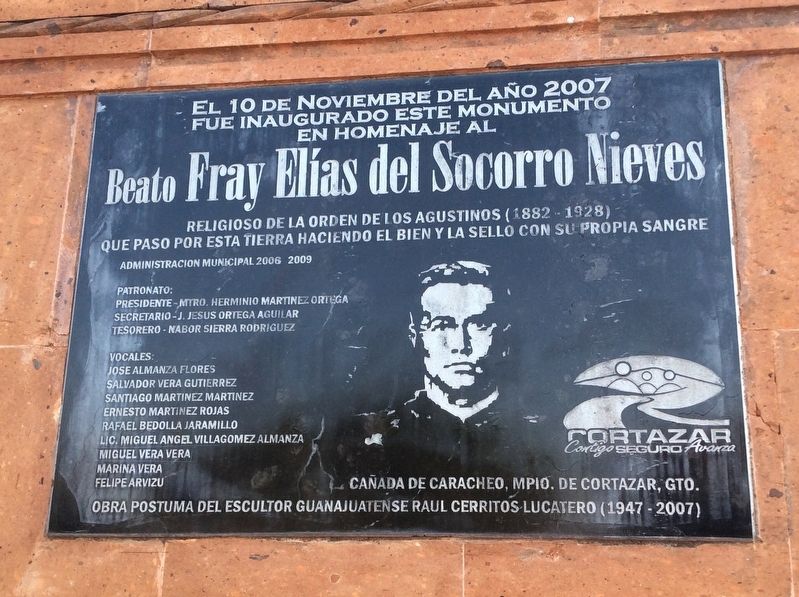 EL 10 DE NOVIEMBRE DEL AÑO 2007
FUE INAUGURADO ESTE MONUMENTO
EN HOMENAJE AL
Beato Fray Elías del Socorro Nieves
RELIGIOSO DE LA ORDEN DE LOS AGUSTINOS (1882 - 1928)
QUE PASO POR ESTA TIERRA HACIENDO EL BIEN Y LA SELLO CON SU PROPIA SANGRE
ADMINISTRACION MUNICIPAL 2006 2009
PATRONATO:
PRESIDENTE - MTRO. HERMINIO MARTINEZ ORTEGA
SECRETARIO - J. JESUS ORTEGA AGUILAR
TESORERO - NABOR SIERRA RODRIGUEZ
VOCALES:
JOSE ALMANZA FLORES
SALVADOR VERA GUTIERREZ
SANTIAGO MARTINEZ MARTINEZ
ERNESTO MARTINEZ ROJAS
RAFAEL BEDOLLA JARAMILLO
LIC. MIGUEL ANGEL VILLAGOMEZ ALMANZA
MIGUEL VERA VERA
MARINA VERA
FELIPE ARVIZU
CORTAZAR
Contigo SEGURO Avanza
CAÑADA DE CARACHEO, MPIO. DE CORTAZAR, GTO.
OBRA POSTUMA DEL ESCULTOR GUANAJUATENSE RAUL CERRITOS LUCATERO (1947 - 2007)